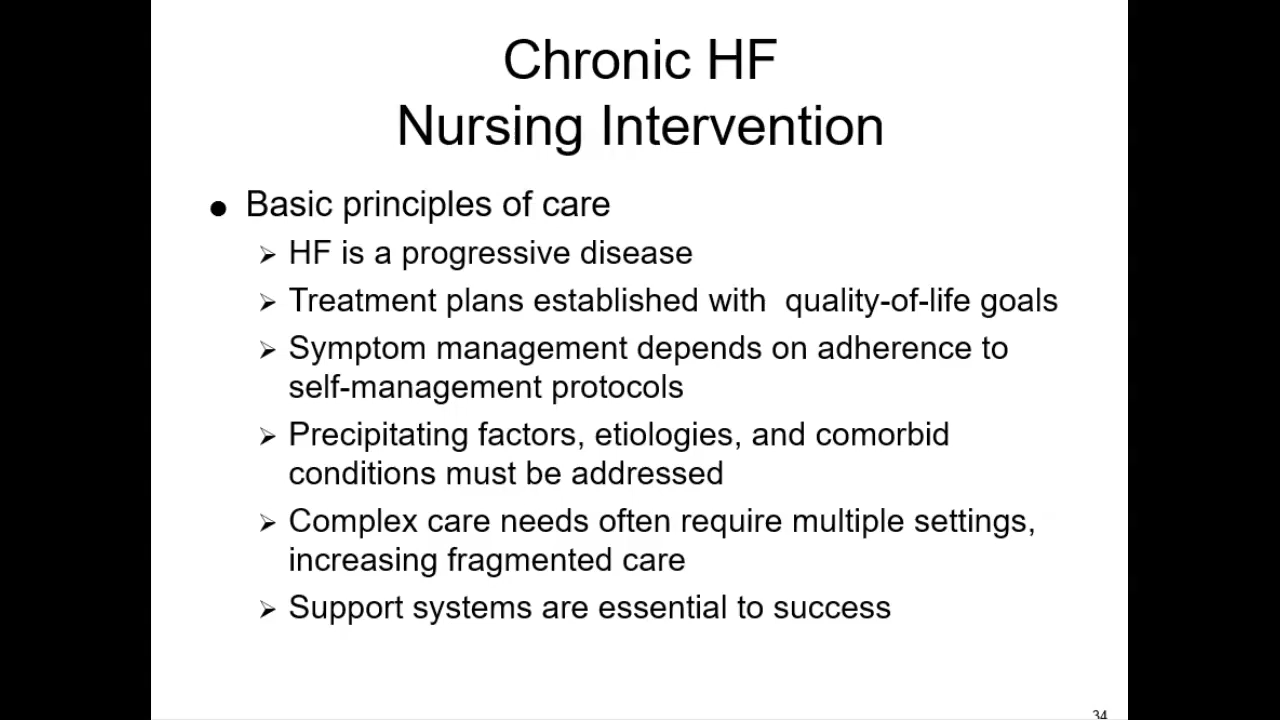 Chronic HF
Nursing Intervention
● Basic principles of care
➢ HF is a progressive disease
➢ Treatment plans established with  quality-of-life goals
➢ Symptom management depends on adherence to
self-management protocols
➢ Precipitating factors, etiologies, and comorbid
conditions must be addressed
➢ Complex care needs often require multiple settings,
increasing fragmented care
➢ Support systems are essential to success
34